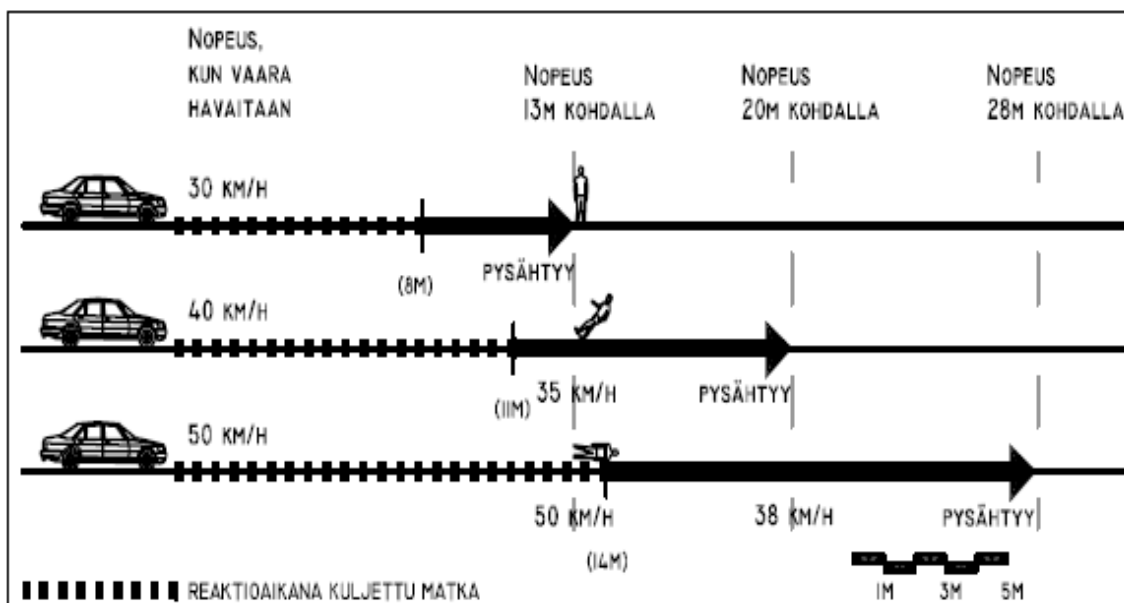 NOPEUS,
KUN VAARA
HAVAITAAN
NOPEUS
13M KOHDALLA
NOPEUS
20M KOHDALLA
NOPEUS
28M KOHDALLA
30 KM/H
(8M)
PYSÄHTYY
40 KM/H
(11M)
35 KM/H
PYSÄHTYY
50 KM/H
50 KM/H
(14M)
38 KM/H
PYSÄHTYY
REAKTIOAIKANA KULJETTU MATKA
1M 3M 5M